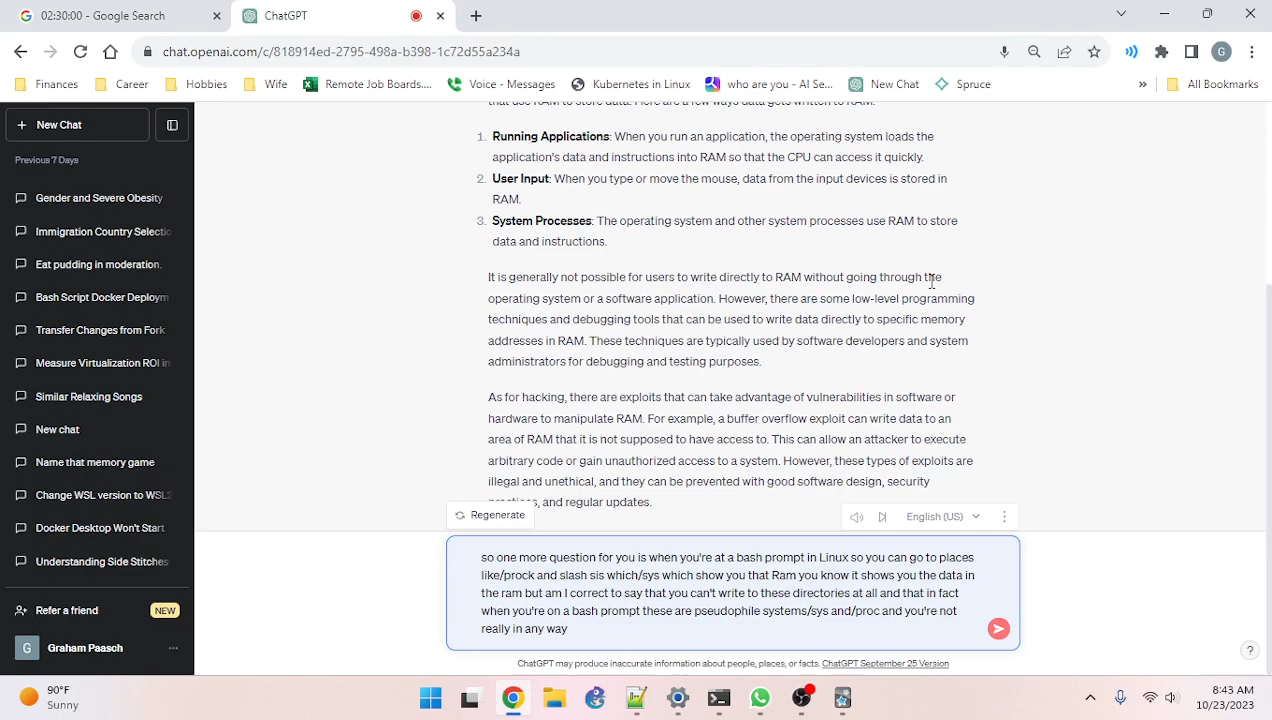 02:30:00 - Google Search
ChatGPT
chat.openai.com/c/818914ed-2795-498a-b398-1c72d55a234a
G
Finances
Career
Hobbies
Wife
Remote Job Boards....
Voice - Messages
Kubernetes in Linux
who are you - AI Se...
New Chat
Spruce
»
All Bookmarks
New Chat
Previous 7 Days
Gender and Severe Obesity
Immigration Country Selectio
Eat pudding in moderation.
Bash Script Docker Deploym
Transfer Changes from Fork
Measure Virtualization ROI in
Similar Relaxing Songs
New chat
Name that memory game
Change WSL version to WSL2
Docker Desktop Won't Start
Understanding Side Stitches
Refer a friend
NEW
G
Graham Paasch
that use RAM to store data. Here are a few ways data gets written to RAM:
1. Running Applications: When you run an application, the operating system loads the
application's data and instructions into RAM so that the CPU can access it quickly.
2. User Input: When you type or move the mouse, data from the input devices is stored in
RAM.
3. System Processes: The operating system and other system processes use RAM to store
data and instructions.
It is generally not possible for users to write directly to RAM without going through the
operating system or a software application. However, there are some low-level programming
techniques and debugging tools that can be used to write data directly to specific memory
addresses in RAM. These techniques are typically used by software developers and system
administrators for debugging and testing purposes.
As for hacking, there are exploits that can take advantage of vulnerabilities in software or
hardware to manipulate RAM. For example, a buffer overflow exploit can write data to an
area of RAM that it is not supposed to have access to. This can allow an attacker to execute
arbitrary code or gain unauthorized access to a system. However, these types of exploits are
illegal and unethical, and they can be prevented with good software design, security
practices, and regular updates.
Regenerate
English (US)
so one more question for you is when you're at a bash prompt in Linux so you can go to places
like/prock and slash sis which/sys which show you that Ram you know it shows you the data in
the ram but am I correct to say that you can't write to these directories at all and that in fact
when you're on a bash prompt these are pseudophile systems/sys and/proc and you're not
really in any way
ChatGPT may produce inaccurate information about people, places, or facts. ChatGPT September 25 Version
?
90°F
Sunny
8:43 AM
10/23/2023